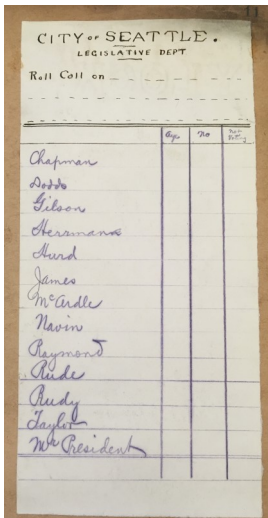 CITY OF SEATTLE.
LEGISLATIVE DEPT
Roll Call on
Aye No Not Voting
Chapman
Dodds
Gilson
Herrmans
Hurd
James
McArdle
Navin
Raymond
Rude
Rudy
Taylor
Mr President